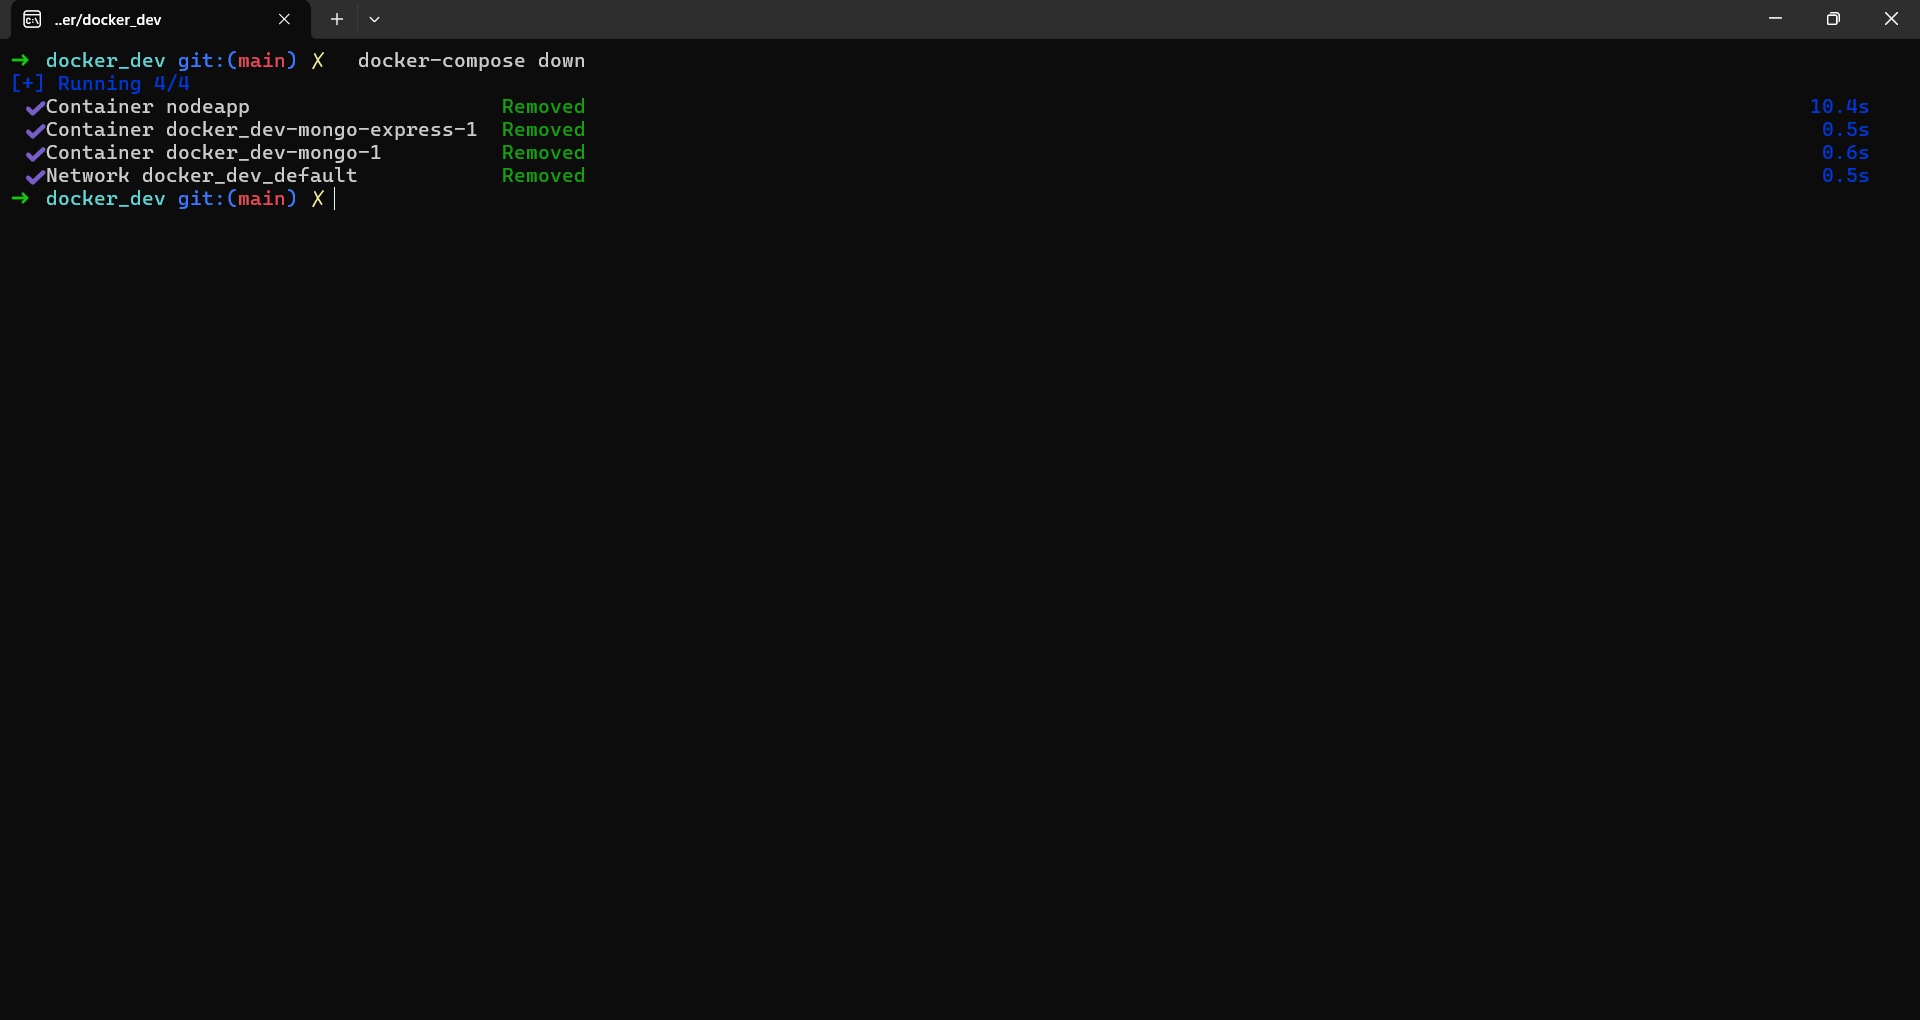 ..er/docker_dev
➜ docker_dev git:(main) ✗ docker-compose down
[+] Running 4/4
✔Container nodeapp Removed 10.4s
✔Container docker_dev-mongo-express-1 Removed 0.5s
✔Container docker_dev-mongo-1 Removed 0.6s
✔Network docker_dev_default Removed 0.5s
➜ docker_dev git:(main) ✗